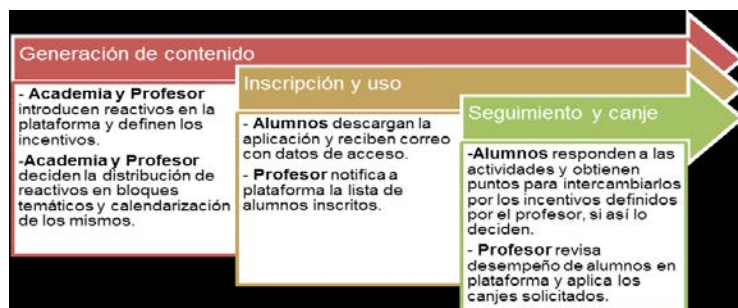 Generación de contenido
- Academia y Profesor
introducen reactivos en la
plataforma y definen los
incentivos.
-Academia y Profesor
deciden la distribución de
reactivos en bloques
temáticos y calendarización
de los mismos.
Inscripción y uso
- Alumnos descargan la
aplicación y reciben correo
con datos de acceso.
- Profesor notifica a
plataforma la lista de
alumnos inscritos.
Seguimiento y canje
-Alumnos responden a las
actividades y obtienen
puntos para intercambiarlos
por los incentivos definidos
por el profesor, si así lo
deciden.
- Profesor revisa
desempeño de alumnos en
plataforma y aplica los
canjes solicitados.